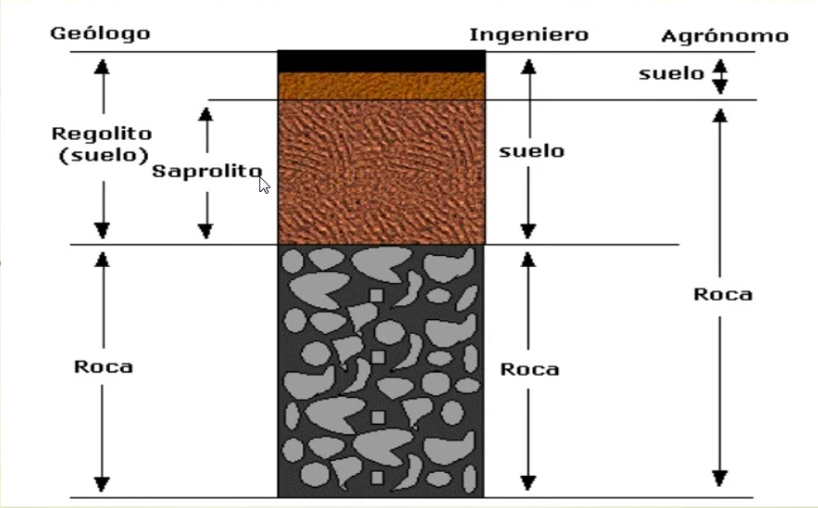 Geólogo
Ingeniero
Agrónomo
suelo
Regolito
(suelo)
Saprolito
suelo
Roca
Roca
Roca